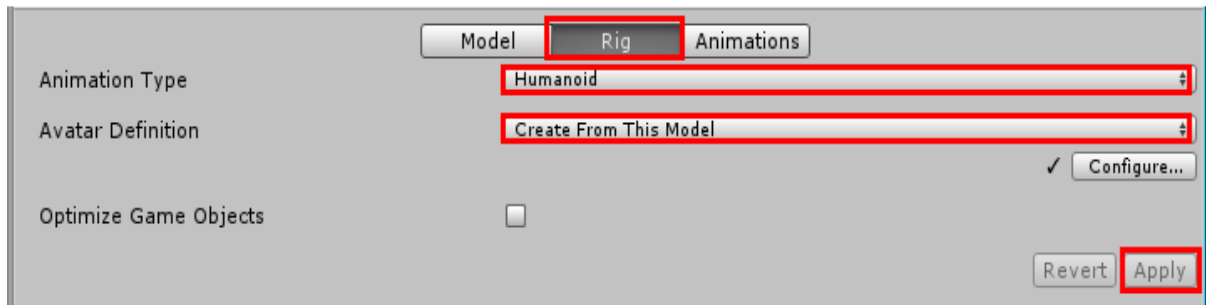 Model Rig Animations
Animation Type Humanoid
Avatar Definition Create From This Model
✓ Configure...
Optimize Game Objects
Revert Apply